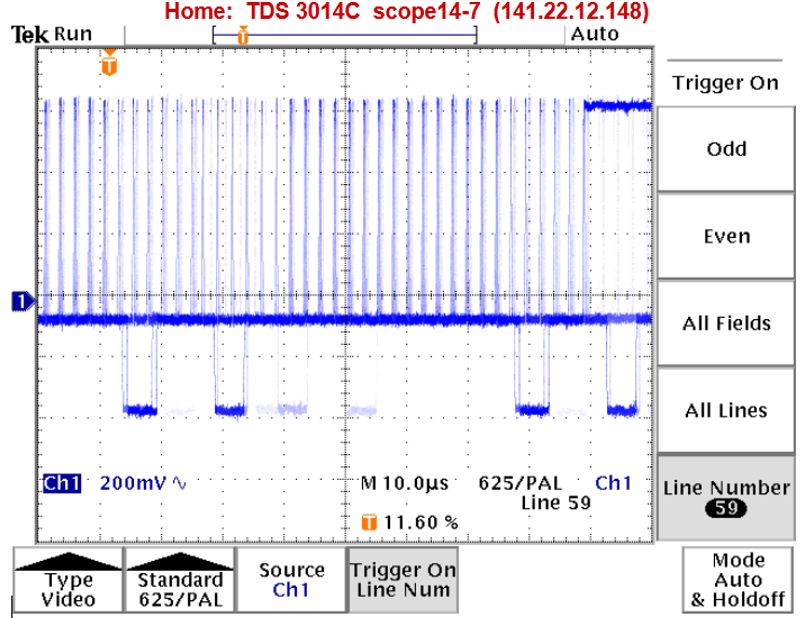 Home: TDS 3014C scope14-7 (141.22.12.148)
Tek Run
T
Auto
T
Trigger On
Odd
Even
1
All Fields
All Lines
Ch1 200mV∿ M 10.0µs 625/PAL Ch1
Line 59
T 11.60 %
Line Number
59
Type
Video
Standard
625/PAL
Source
Ch1
Trigger On
Line Num
Mode
Auto
& Holdoff